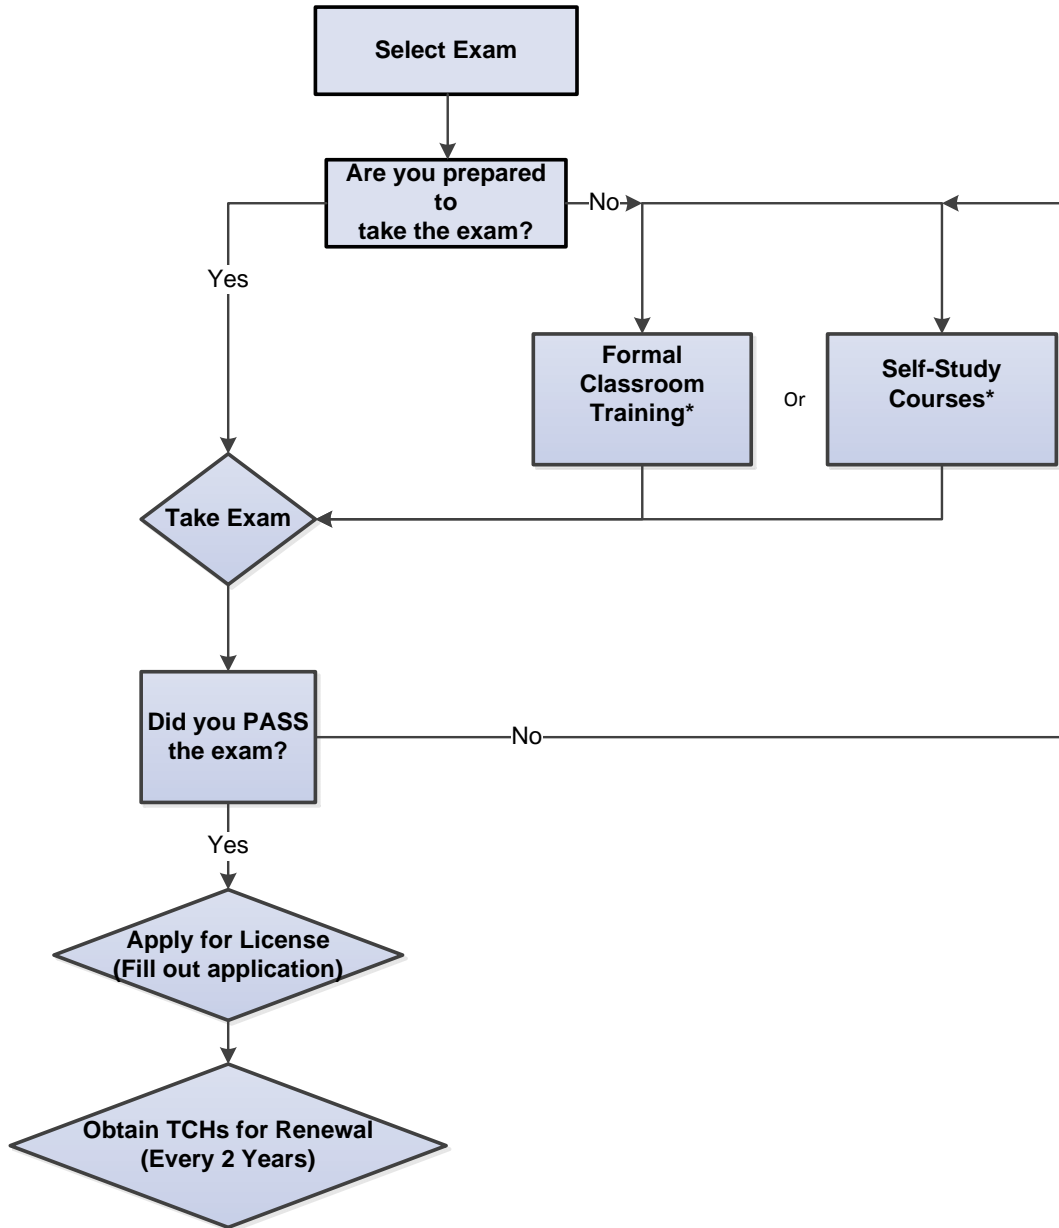 Select Exam
Are you prepared
to
take the exam?
No
Yes
Formal
Classroom
Training*
Or
Self-Study
Courses*
Take Exam
Did you PASS
the exam?
No
Yes
Apply for License
(Fill out application)
Obtain TCHs for Renewal
(Every 2 Years)